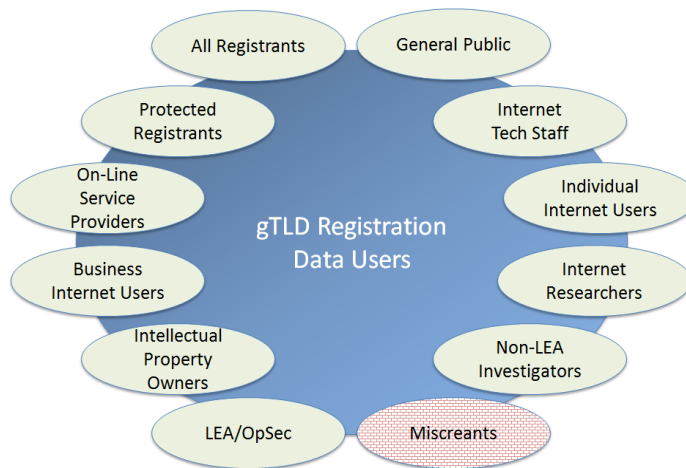 All Registrants
General Public
Protected
Registrants
Internet
Tech Staff
On-Line
Service
Providers
Individual
Internet Users
gTLD Registration
Data Users
Business
Internet Users
Internet
Researchers
Intellectual
Property
Owners
Non-LEA
Investigators
LEA/OpSec
Miscreants